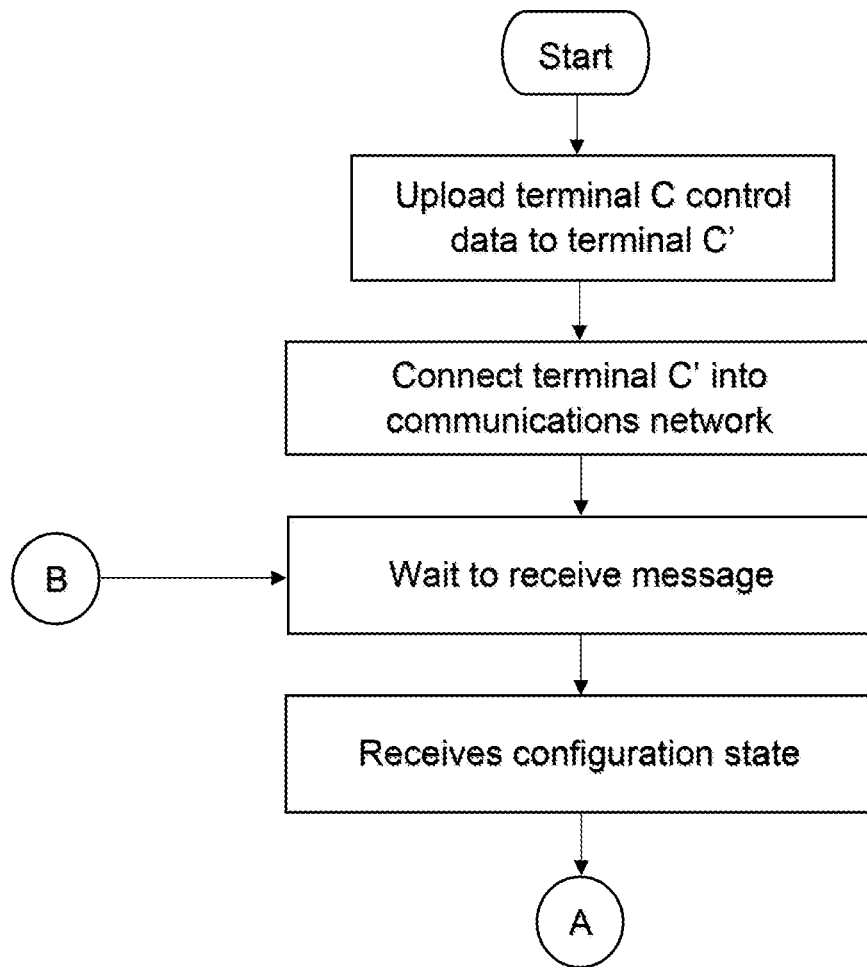 Start
Upload terminal C control
data to terminal C'
Connect terminal C' into
communications network
B
Wait to receive message
Receives configuration state
A